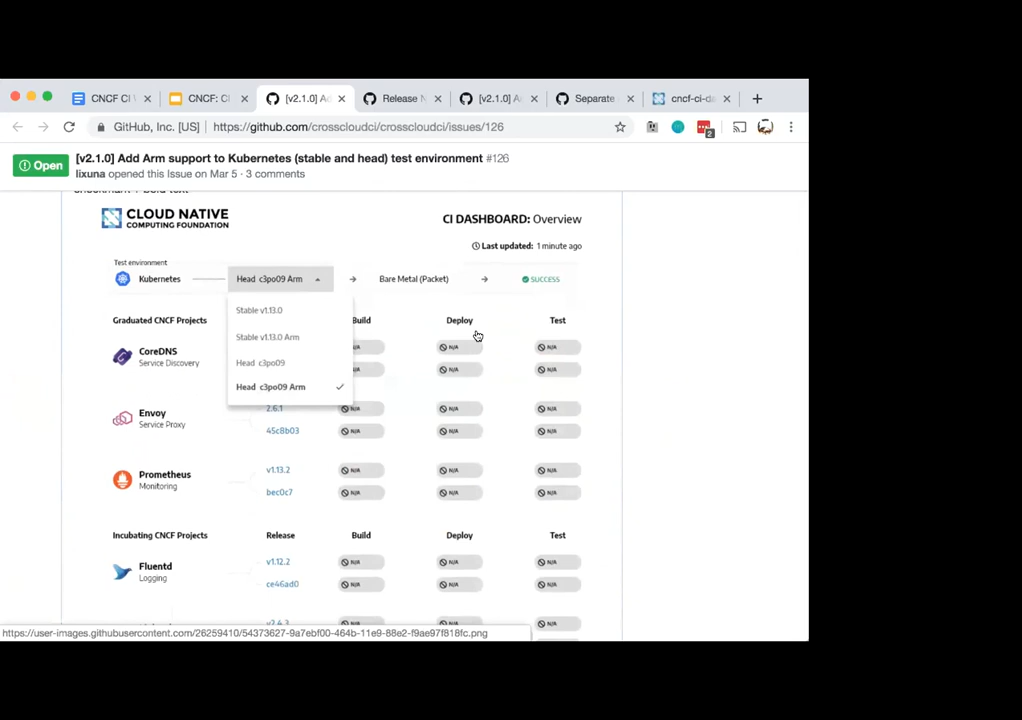 CNCF CI
CNCF: C
[v2.1.0] A
Release N
[v2.1.0] A
Separate
cncf-ci-da
GitHub, Inc. [US] | https://github.com/crosscloudci/crosscloudci/issues/126
2
Open
[v2.1.0] Add Arm support to Kubernetes (stable and head) test environment #126
lixuna opened this Issue on Mar 5 · 3 comments
CLOUD NATIVE
COMPUTING FOUNDATION
CI DASHBOARD: Overview
Last updated: 1 minute ago
Test environment
Kubernetes
Head c3po09 Arm
Bare Metal (Packet)
SUCCESS
Stable v1.13.0
Stable v1.13.0 Arm
Head c3po09
Head c3po09 Arm
Graduated CNCF Projects
Build
Deploy
Test
CoreDNS
Service Discovery
N/A
N/A
N/A
N/A
N/A
N/A
Envoy
Service Proxy
2.6.1
N/A
N/A
N/A
45c8b03
N/A
N/A
N/A
Prometheus
Monitoring
v1.13.2
N/A
N/A
N/A
bec0c7
N/A
N/A
N/A
Incubating CNCF Projects
Release
Build
Deploy
Test
Fluentd
Logging
v1.12.2
N/A
N/A
N/A
ce46ad0
N/A
N/A
N/A
v2.4.3
N/A
N/A
N/A
https://user-images.githubusercontent.com/26259410/54373627-9a7ebf00-464b-11e9-88e2-f9ae97f818fc.png